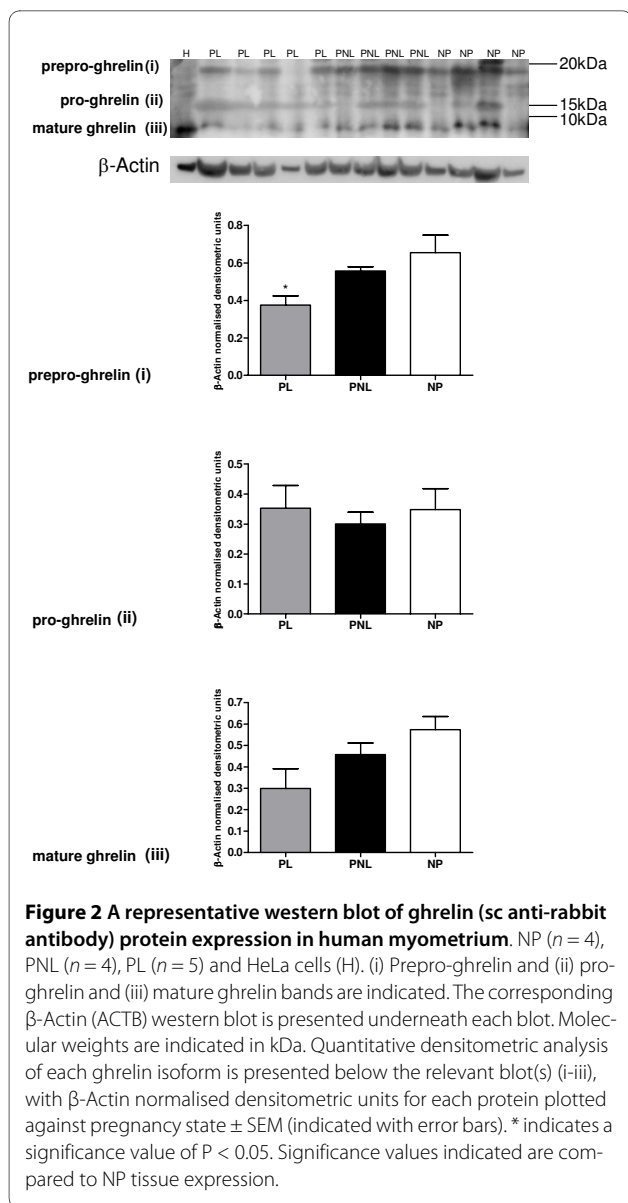 H PL PL PL PL PL PNL PNL PNL PNL NP NP NP NP
prepro-ghrelin (i)
20kDa
pro-ghrelin (ii)
15kDa
10kDa
mature ghrelin (iii)
β-Actin
0.8
0.6
0.4
0.2
0.0
β-Actin normalised densitometric units
*
PL PNL NP
prepro-ghrelin (i)
0.5
0.4
0.3
0.2
0.1
0.0
β-Actin normalised densitometric units
PL PNL NP
pro-ghrelin (ii)
0.7
0.6
0.5
0.4
0.3
0.2
0.1
0.0
β-Actin normalised densitometric units
PL PNL NP
mature ghrelin (iii)
Figure 2 A representative western blot of ghrelin (sc anti-rabbit
antibody) protein expression in human myometrium. NP (n = 4),
PNL (n = 4), PL (n = 5) and HeLa cells (H). (i) Prepro-ghrelin and (ii) pro-
ghrelin and (iii) mature ghrelin bands are indicated. The corresponding
β-Actin (ACTB) western blot is presented underneath each blot. Molec-
ular weights are indicated in kDa. Quantitative densitometric analysis
of each ghrelin isoform is presented below the relevant blot(s) (i-iii),
with β-Actin normalised densitometric units for each protein plotted
against pregnancy state ± SEM (indicated with error bars). * indicates a
significance value of P < 0.05. Significance values indicated are com-
pared to NP tissue expression.